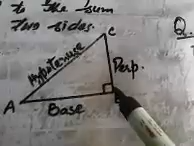 to the sum
two sides.
Q.
C
Hypotenuse
Perp.
A
Base